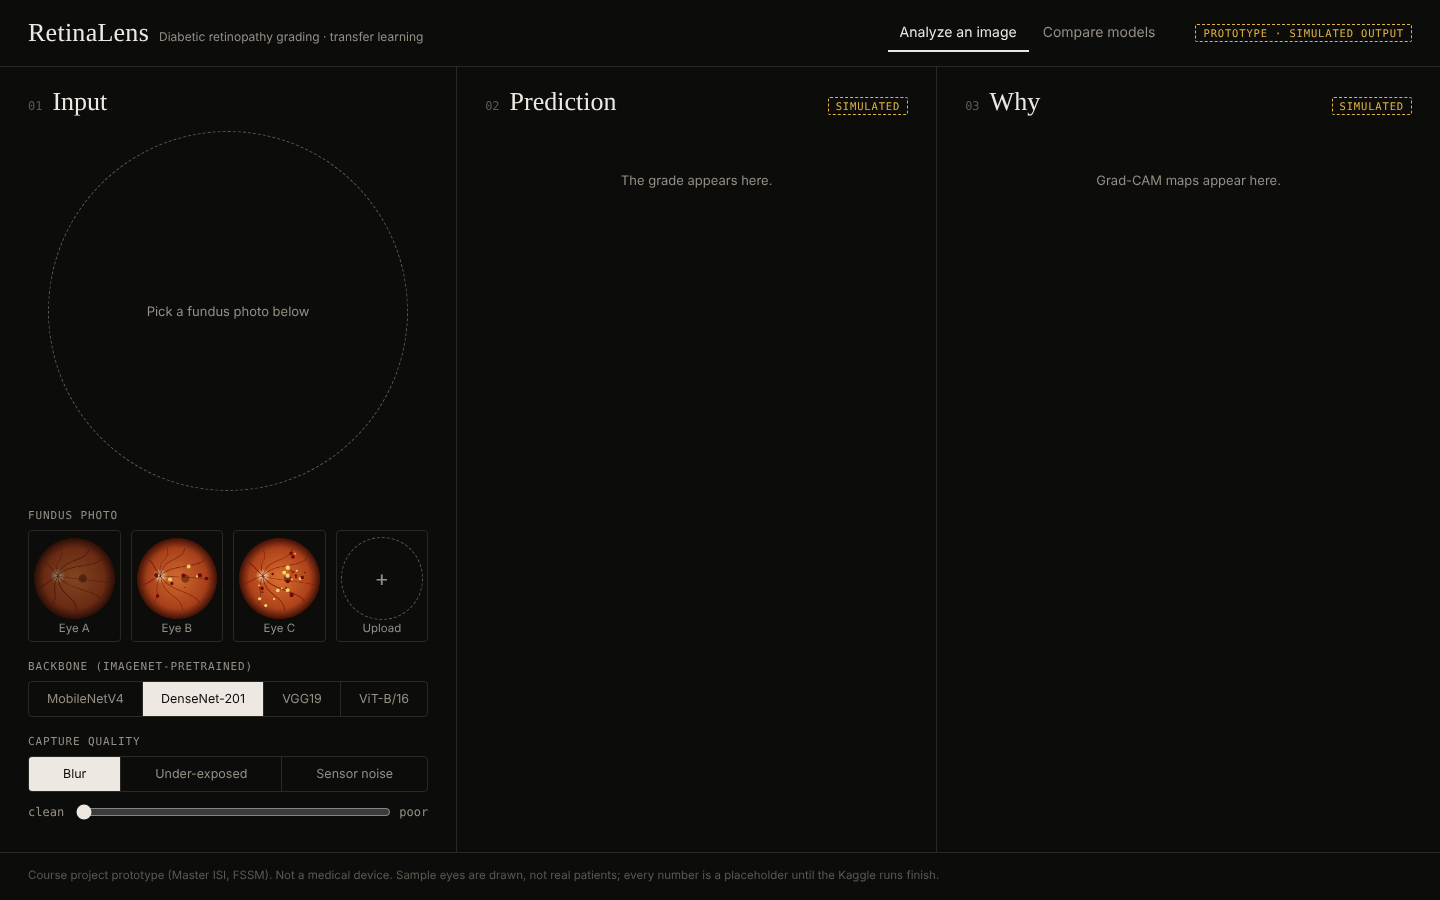 RetinaLens Diabetic retinopathy grading · transfer learning
Analyze an image
Compare models
PROTOTYPE · SIMULATED OUTPUT
01 Input
Pick a fundus photo below
FUNDUS PHOTO
Eye A
Eye B
Eye C
+
Upload
BACKBONE (IMAGENET-PRETRAINED)
MobileNetV4
DenseNet-201
VGG19
ViT-B/16
CAPTURE QUALITY
Blur
Under-exposed
Sensor noise
clean
poor
02 Prediction
SIMULATED
The grade appears here.
03 Why
SIMULATED
Grad-CAM maps appear here.
Course project prototype (Master ISI, FSSM). Not a medical device. Sample eyes are drawn, not real patients; every number is a placeholder until the Kaggle runs finish.